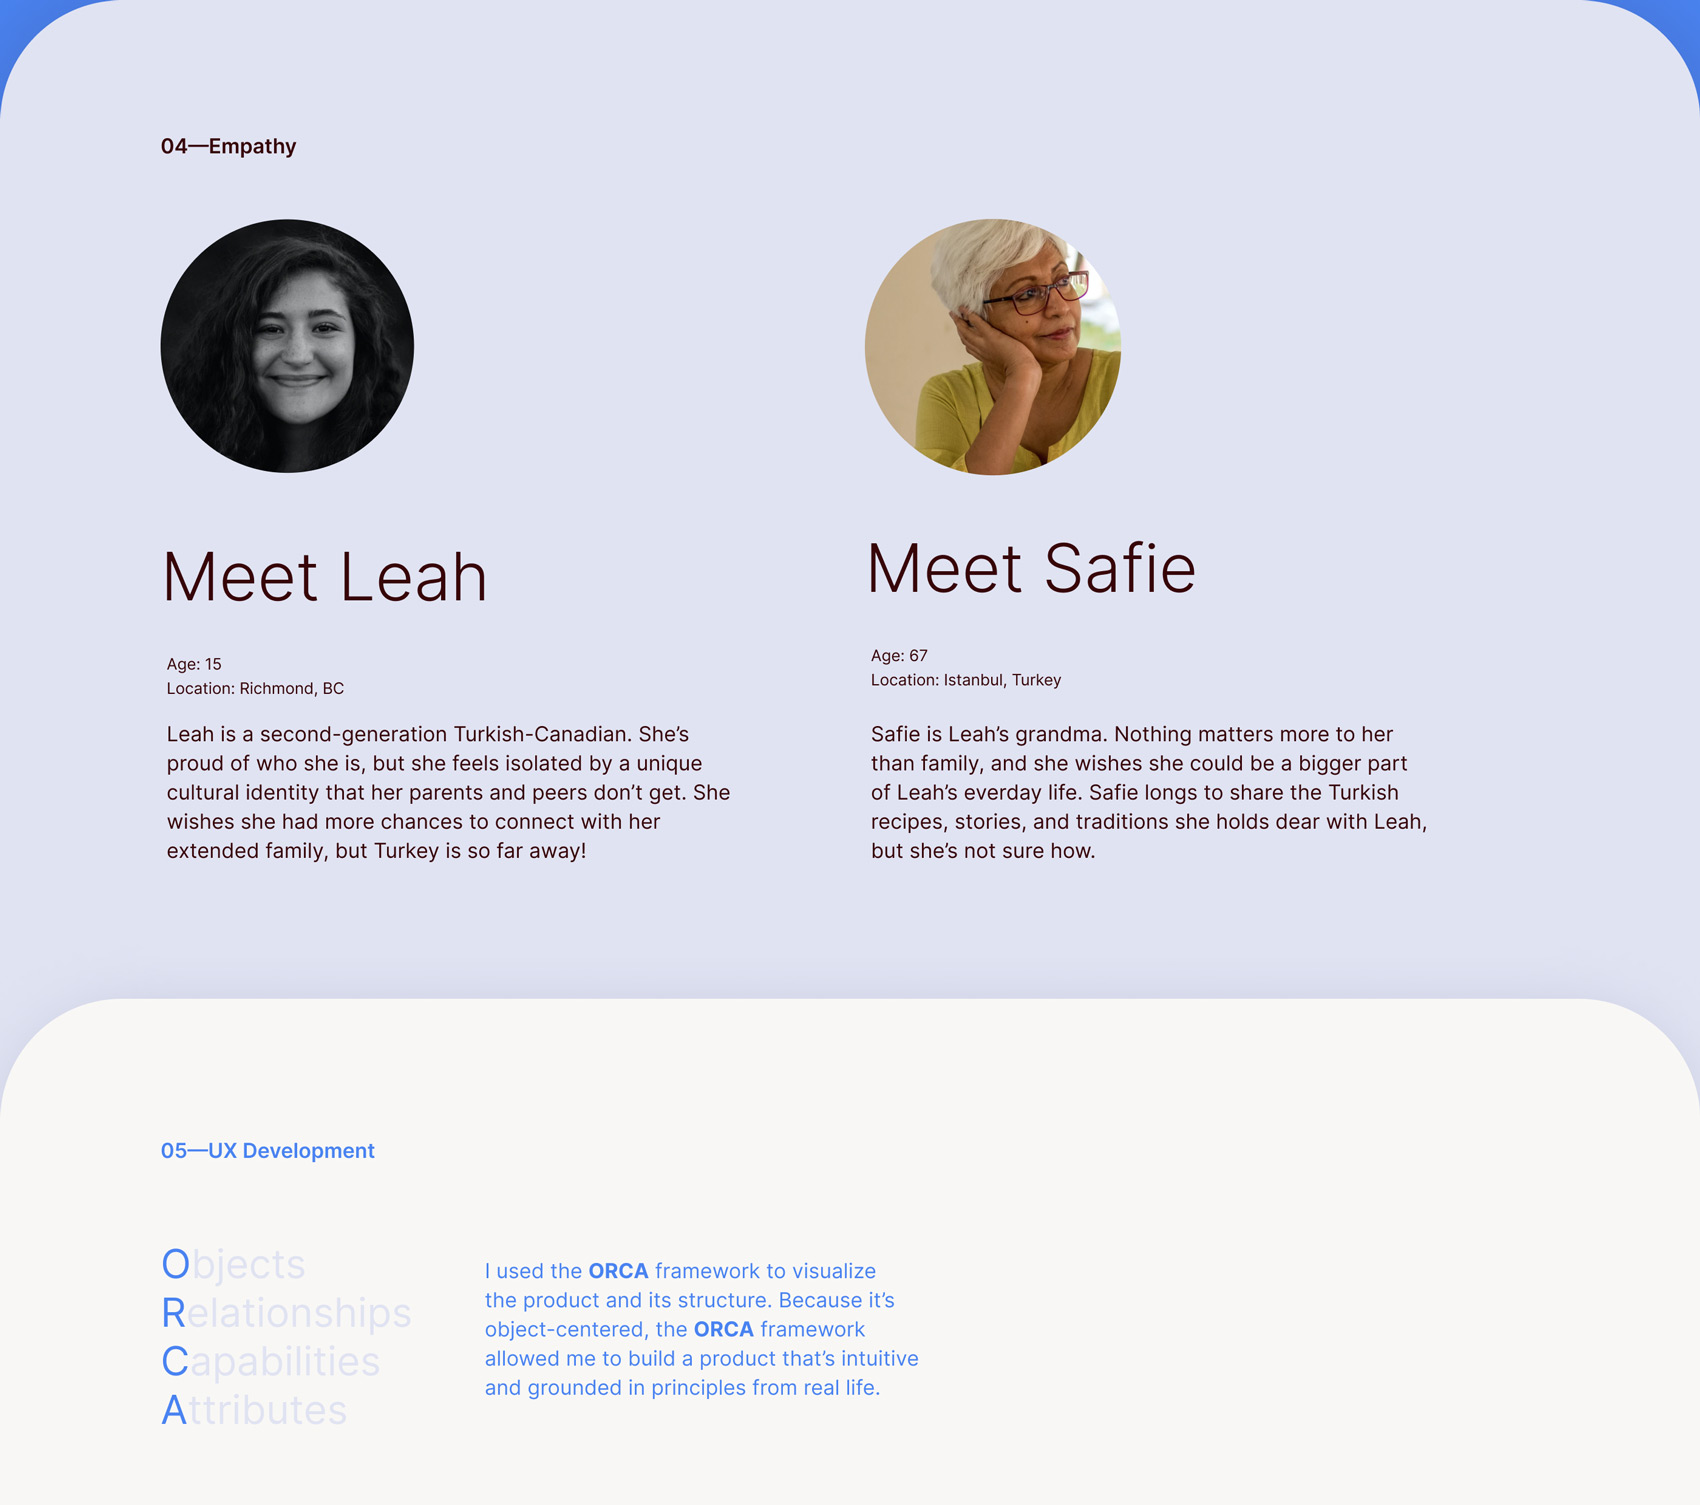 04—Empathy
Meet Leah
Age: 15
Location: Richmond, BC
Leah is a second-generation Turkish-Canadian. She’s
proud of who she is, but she feels isolated by a unique
cultural identity that her parents and peers don’t get. She
wishes she had more chances to connect with her
extended family, but Turkey is so far away!
Meet Safie
Age: 67
Location: Istanbul, Turkey
Safie is Leah’s grandma. Nothing matters more to her
than family, and she wishes she could be a bigger part
of Leah’s everday life. Safie longs to share the Turkish
recipes, stories, and traditions she holds dear with Leah,
but she’s not sure how.
05—UX Development
Objects
Relationships
Capabilities
Attributes
I used the ORCA framework to visualize
the product and its structure. Because it’s
object-centered, the ORCA framework
allowed me to build a product that’s intuitive
and grounded in principles from real life.